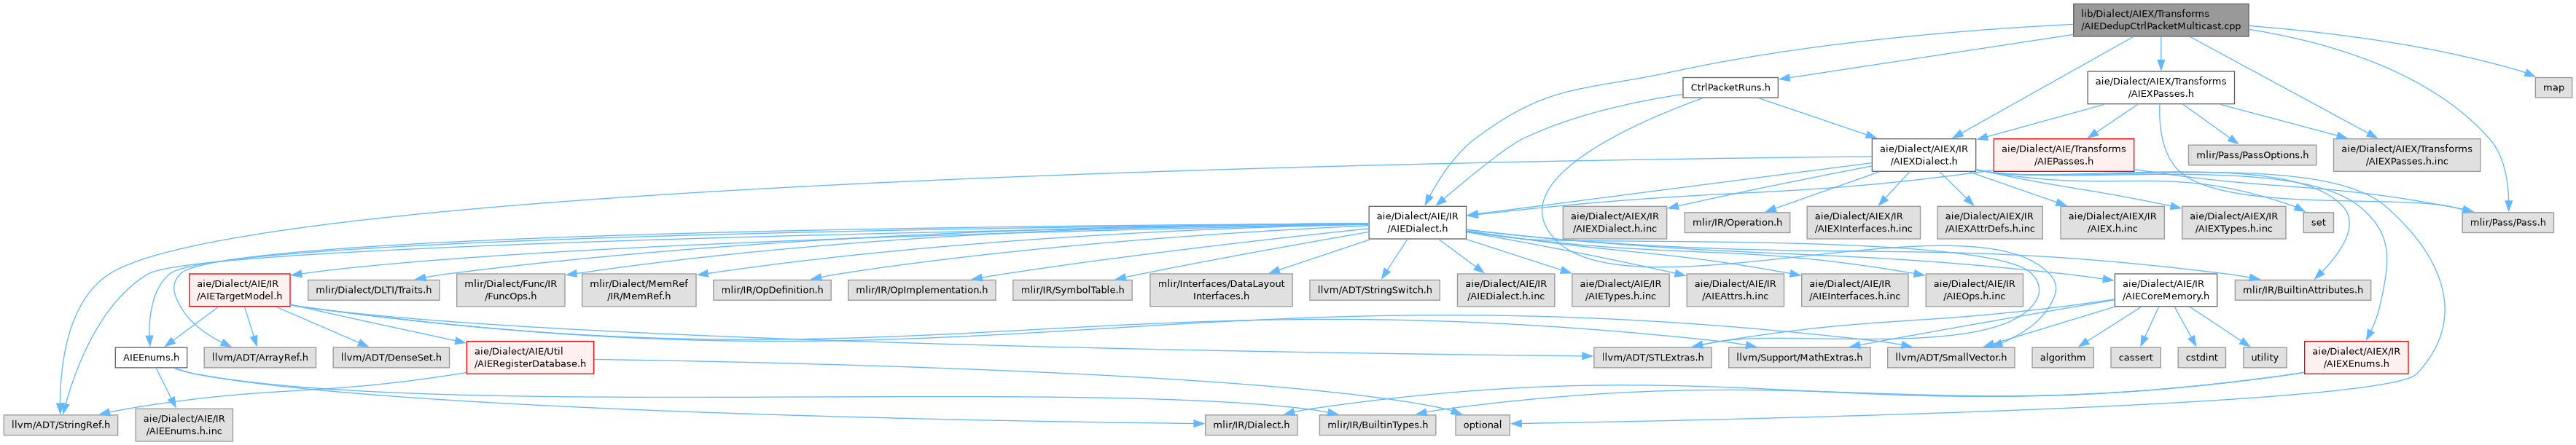 lib/Dialect/AIEX/Transforms
/AIEDedupCtrlPacketMulticast.cpp
CtrlPacketRuns.h
aie/Dialect/AIEX/Transforms
/AIEXPasses.h
map
aie/Dialect/AIEX/IR
/AIEXDialect.h
aie/Dialect/AIE/Transforms
/AIEPasses.h
mlir/Pass/PassOptions.h
aie/Dialect/AIEX/Transforms
/AIEXPasses.h.inc
aie/Dialect/AIE/IR
/AIEDialect.h
aie/Dialect/AIEX/IR
/AIEXDialect.h.inc
mlir/IR/Operation.h
aie/Dialect/AIEX/IR
/AIEXInterfaces.h.inc
aie/Dialect/AIEX/IR
/AIEXAttrDefs.h.inc
aie/Dialect/AIEX/IR
/AIEX.h.inc
aie/Dialect/AIEX/IR
/AIEXTypes.h.inc
set
mlir/Pass/Pass.h
aie/Dialect/AIE/IR
/AIETargetModel.h
mlir/Dialect/DLTI/Traits.h
mlir/Dialect/Func/IR
/FuncOps.h
mlir/Dialect/MemRef
/IR/MemRef.h
mlir/IR/OpDefinition.h
mlir/IR/OpImplementation.h
mlir/IR/SymbolTable.h
mlir/Interfaces/DataLayout
Interfaces.h
llvm/ADT/StringSwitch.h
aie/Dialect/AIE/IR
/AIEDialect.h.inc
aie/Dialect/AIE/IR
/AIETypes.h.inc
aie/Dialect/AIE/IR
/AIEAttrs.h.inc
aie/Dialect/AIE/IR
/AIEInterfaces.h.inc
aie/Dialect/AIE/IR
/AIEOps.h.inc
aie/Dialect/AIE/IR
/AIECoreMemory.h
mlir/IR/BuiltinAttributes.h
AIEEnums.h
llvm/ADT/ArrayRef.h
llvm/ADT/DenseSet.h
aie/Dialect/AIE/Util
/AIERegisterDatabase.h
llvm/ADT/STLExtras.h
llvm/Support/MathExtras.h
llvm/ADT/SmallVector.h
algorithm
cassert
cstdint
utility
aie/Dialect/AIEX/IR
/AIEXEnums.h
llvm/ADT/StringRef.h
aie/Dialect/AIE/IR
/AIEEnums.h.inc
mlir/IR/Dialect.h
mlir/IR/BuiltinTypes.h
optional